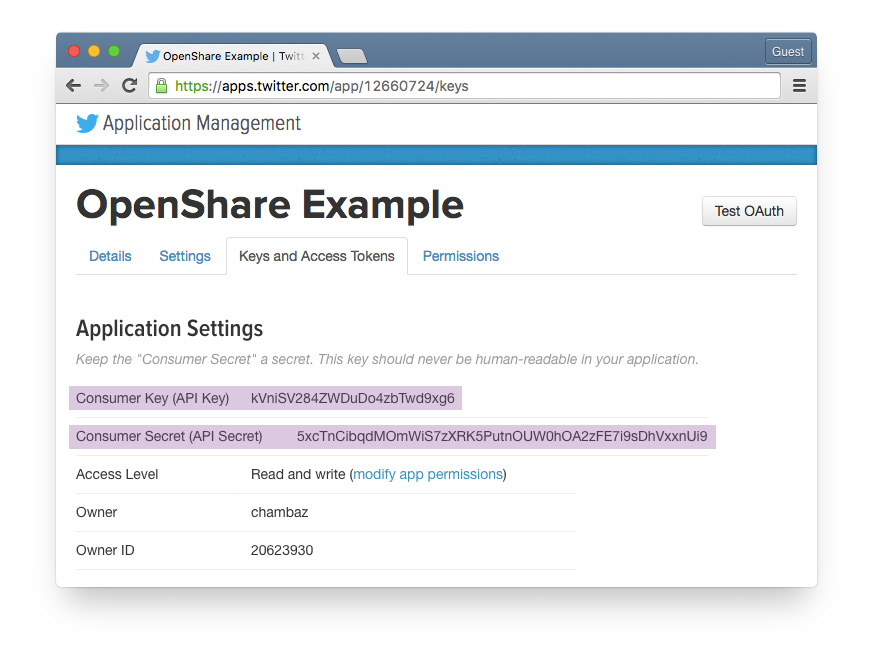 OpenShare Example | Twitt
Guest
https://apps.twitter.com/app/12660724/keys
Application Management
OpenShare Example
Test OAuth
Details Settings Keys and Access Tokens Permissions
Application Settings
Keep the "Consumer Secret" a secret. This key should never be human-readable in your application.
Consumer Key (API Key) kVniSV284ZWDuDo4zbTwd9xg6
Consumer Secret (API Secret) 5xcTnCibqdMOmWiS7zXRK5PutnOUW0hOA2zFE7i9sDhVxxnUi9
Access Level Read and write (modify app permissions)
Owner chambaz
Owner ID 20623930